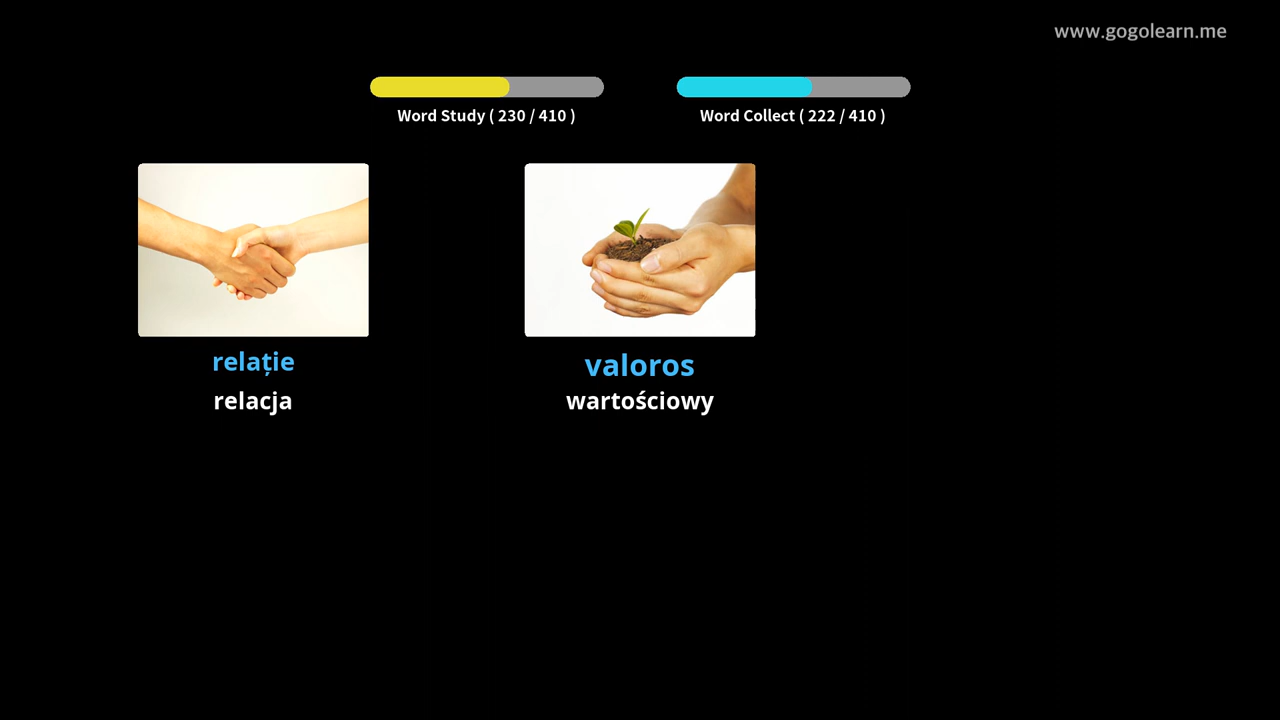 www.gogolearn.me
Word Study ( 230 / 410 )
Word Collect ( 222 / 410 )
relație
relacja
valoros
wartościowy